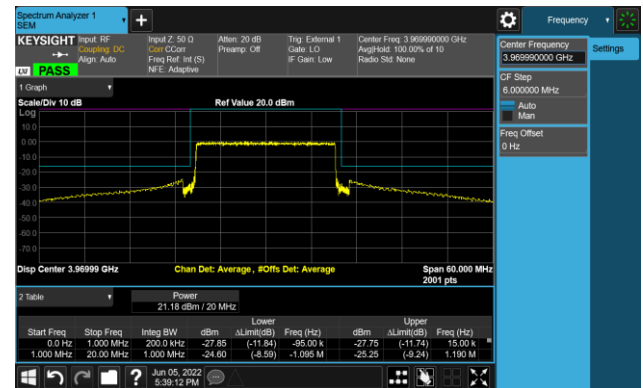 Spectrum Analyzer 1
SEM
Frequency
KEYSIGHT
Input: RF
Coupling: DC
Align: Auto
Input Z: 50 Ω
Corr CCorr
Freq Ref: Int (S)
NFE: Adaptive
Atten: 20 dB
Preamp: Off
Trig: External 1
Gate: LO
IF Gain: Low
Center Freq: 3.969990000 GHz
Avg|Hold: 100.00% of 10
Radio Std: None
LXI
PASS
Center Frequency
3.969990000 GHz
Settings
CF Step
6.000000 MHz
Auto
Man
Freq Offset
0 Hz
1 Graph
Scale/Div 10 dB
Ref Value 20.0 dBm
Log
10.0
0.00
-10.0
-20.0
-30.0
-40.0
-50.0
-60.0
-70.0
Disp Center 3.96999 GHz
Chan Det: Average, #Offs Det: Average
Span 60.000 MHz
2001 pts
2 Table
Power
21.18 dBm / 20 MHz
Lower Upper
Start Freq Stop Freq Integ BW dBm ΔLimit(dB) Freq (Hz) dBm ΔLimit(dB) Freq (Hz)
0.0 Hz 1.000 MHz 200.0 kHz -27.85 (-11.84) -95.00 k -27.75 (-11.74) 15.00 k
1.000 MHz 20.00 MHz 1.000 MHz -24.60 (-8.59) -1.095 M -25.25 (-9.24) 1.190 M
?
Jun 05, 2022
5:39:12 PM